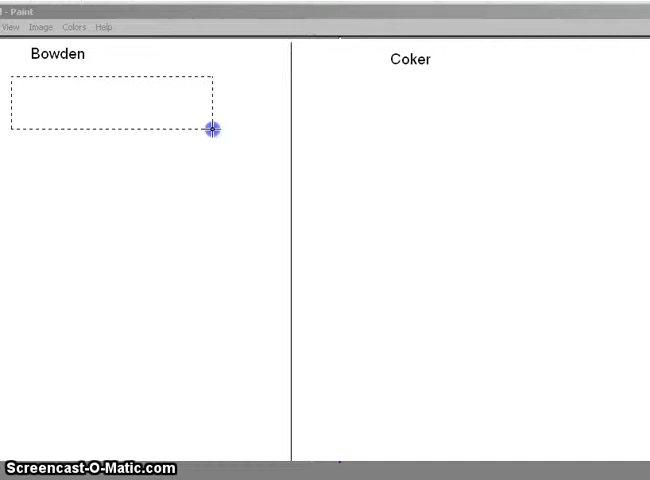 l - Paint
View Image Colors Help
Bowden
Coker
Screencast-O-Matic.com